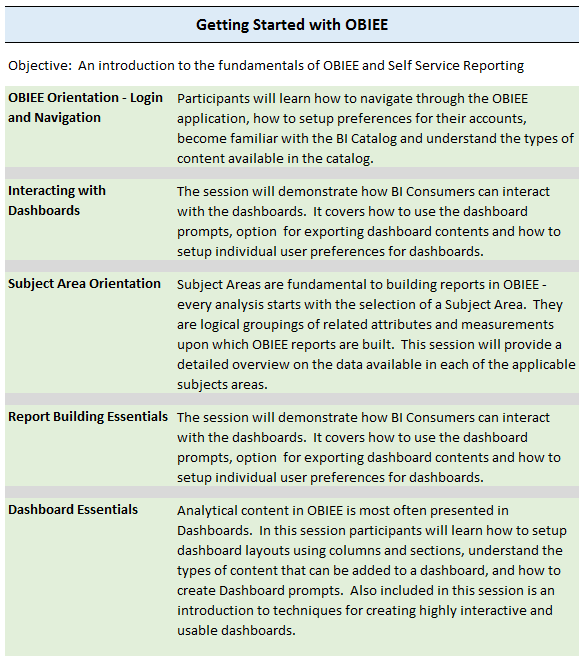 Getting Started with OBIEE
Objective:  An introduction to the fundamentals of OBIEE and Self Service Reporting
OBIEE Orientation - Login
and Navigation
Participants will learn how to navigate through the OBIEE
application, how to setup preferences for their accounts,
become familiar with the BI Catalog and understand the types of
content available in the catalog.
Interacting with
Dashboards
The session will demonstrate how BI Consumers can interact
with the dashboards.  It covers how to use the dashboard
prompts, option  for exporting dashboard contents and how to
setup individual user preferences for dashboards.
Subject Area Orientation
Subject Areas are fundamental to building reports in OBIEE -
every analysis starts with the selection of a Subject Area.  They
are logical groupings of related attributes and measurements
upon which OBIEE reports are built.  This session will provide a
detailed overview on the data available in each of the applicable
subjects areas.
Report Building Essentials
The session will demonstrate how BI Consumers can interact
with the dashboards.  It covers how to use the dashboard
prompts, option  for exporting dashboard contents and how to
setup individual user preferences for dashboards.
Dashboard Essentials
Analytical content in OBIEE is most often presented in
Dashboards.  In this session participants will learn how to setup
dashboard layouts using columns and sections, understand the
types of content that can be added to a dashboard, and how to
create Dashboard prompts.  Also included in this session is an
introduction to techniques for creating highly interactive and
usable dashboards.